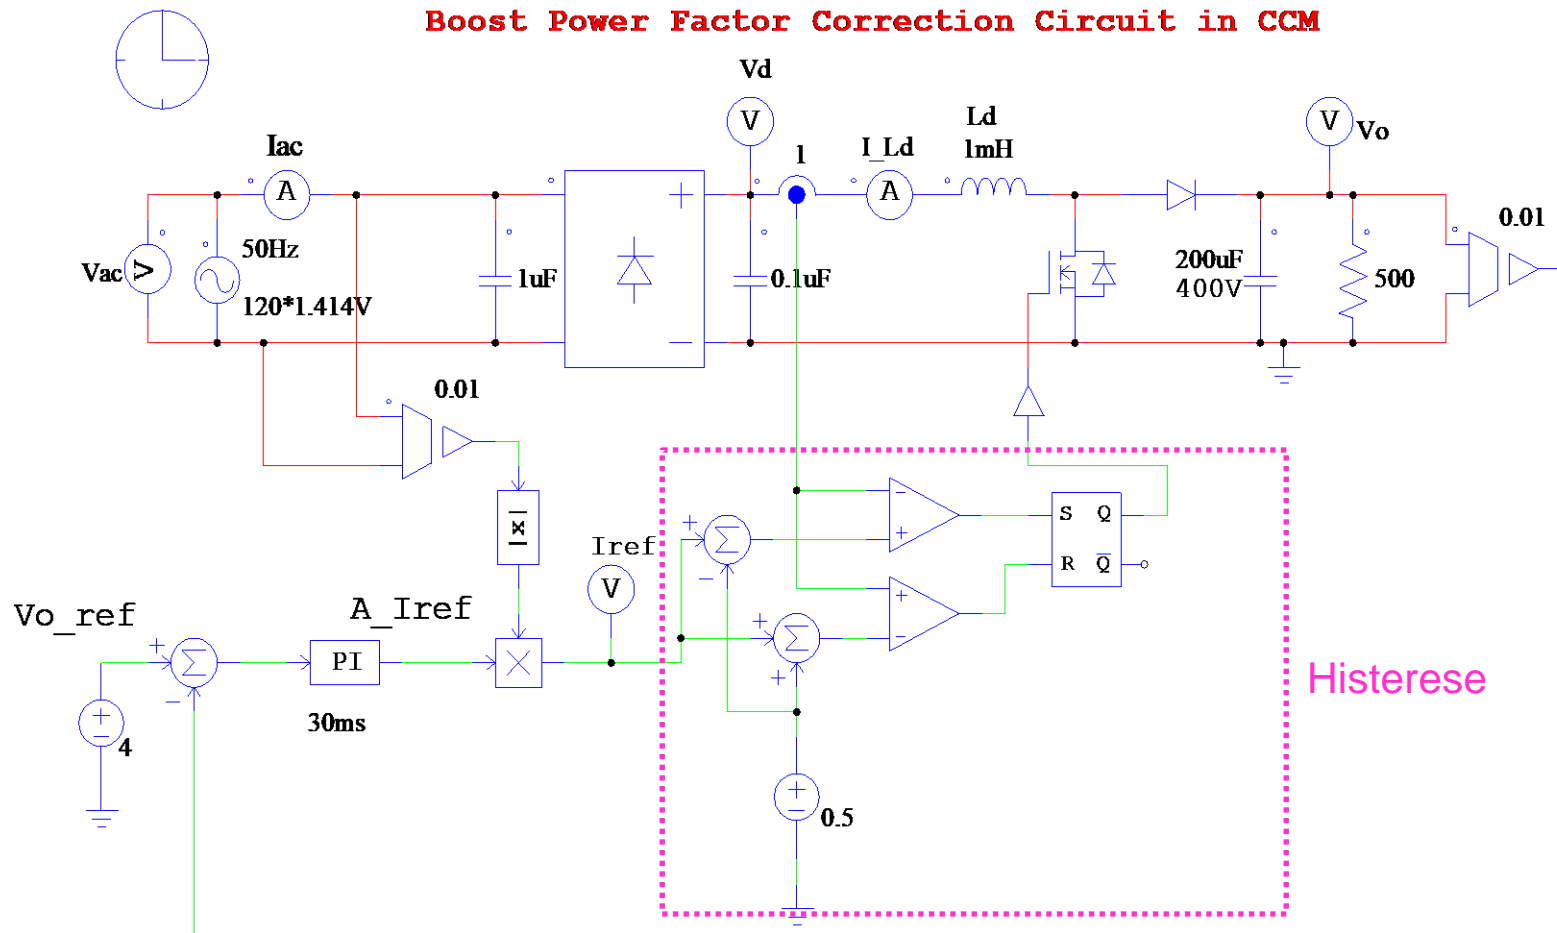 Boost Power Factor Correction Circuit in CCM
Vd
V
Iac
A
1
I_Ld
A
Ld
1mH
V
Vo
+
Vac
V
50Hz
120*1.414V
1uF
0.1uF
200uF
400V
500
0.01
−
0.01
|x|
−
+
S Q
R Q̅
+
Σ
−
Iref
V
+
−
Vo_ref
A_Iref
+
Σ
+
+
Σ
−
PI
30ms
×
Histerese
+
−
4
+
−
0.5